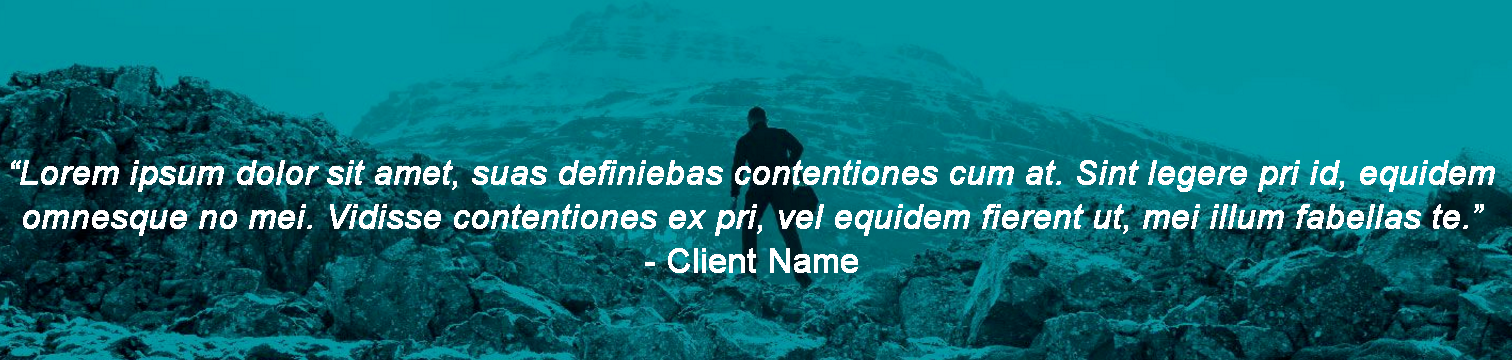 “Lorem ipsum dolor sit amet, suas definiebas contentiones cum at. Sint legere pri id, equidem
omnesque no mei. Vidisse contentiones ex pri, vel equidem fierent ut, mei illum fabellas te.”
- Client Name